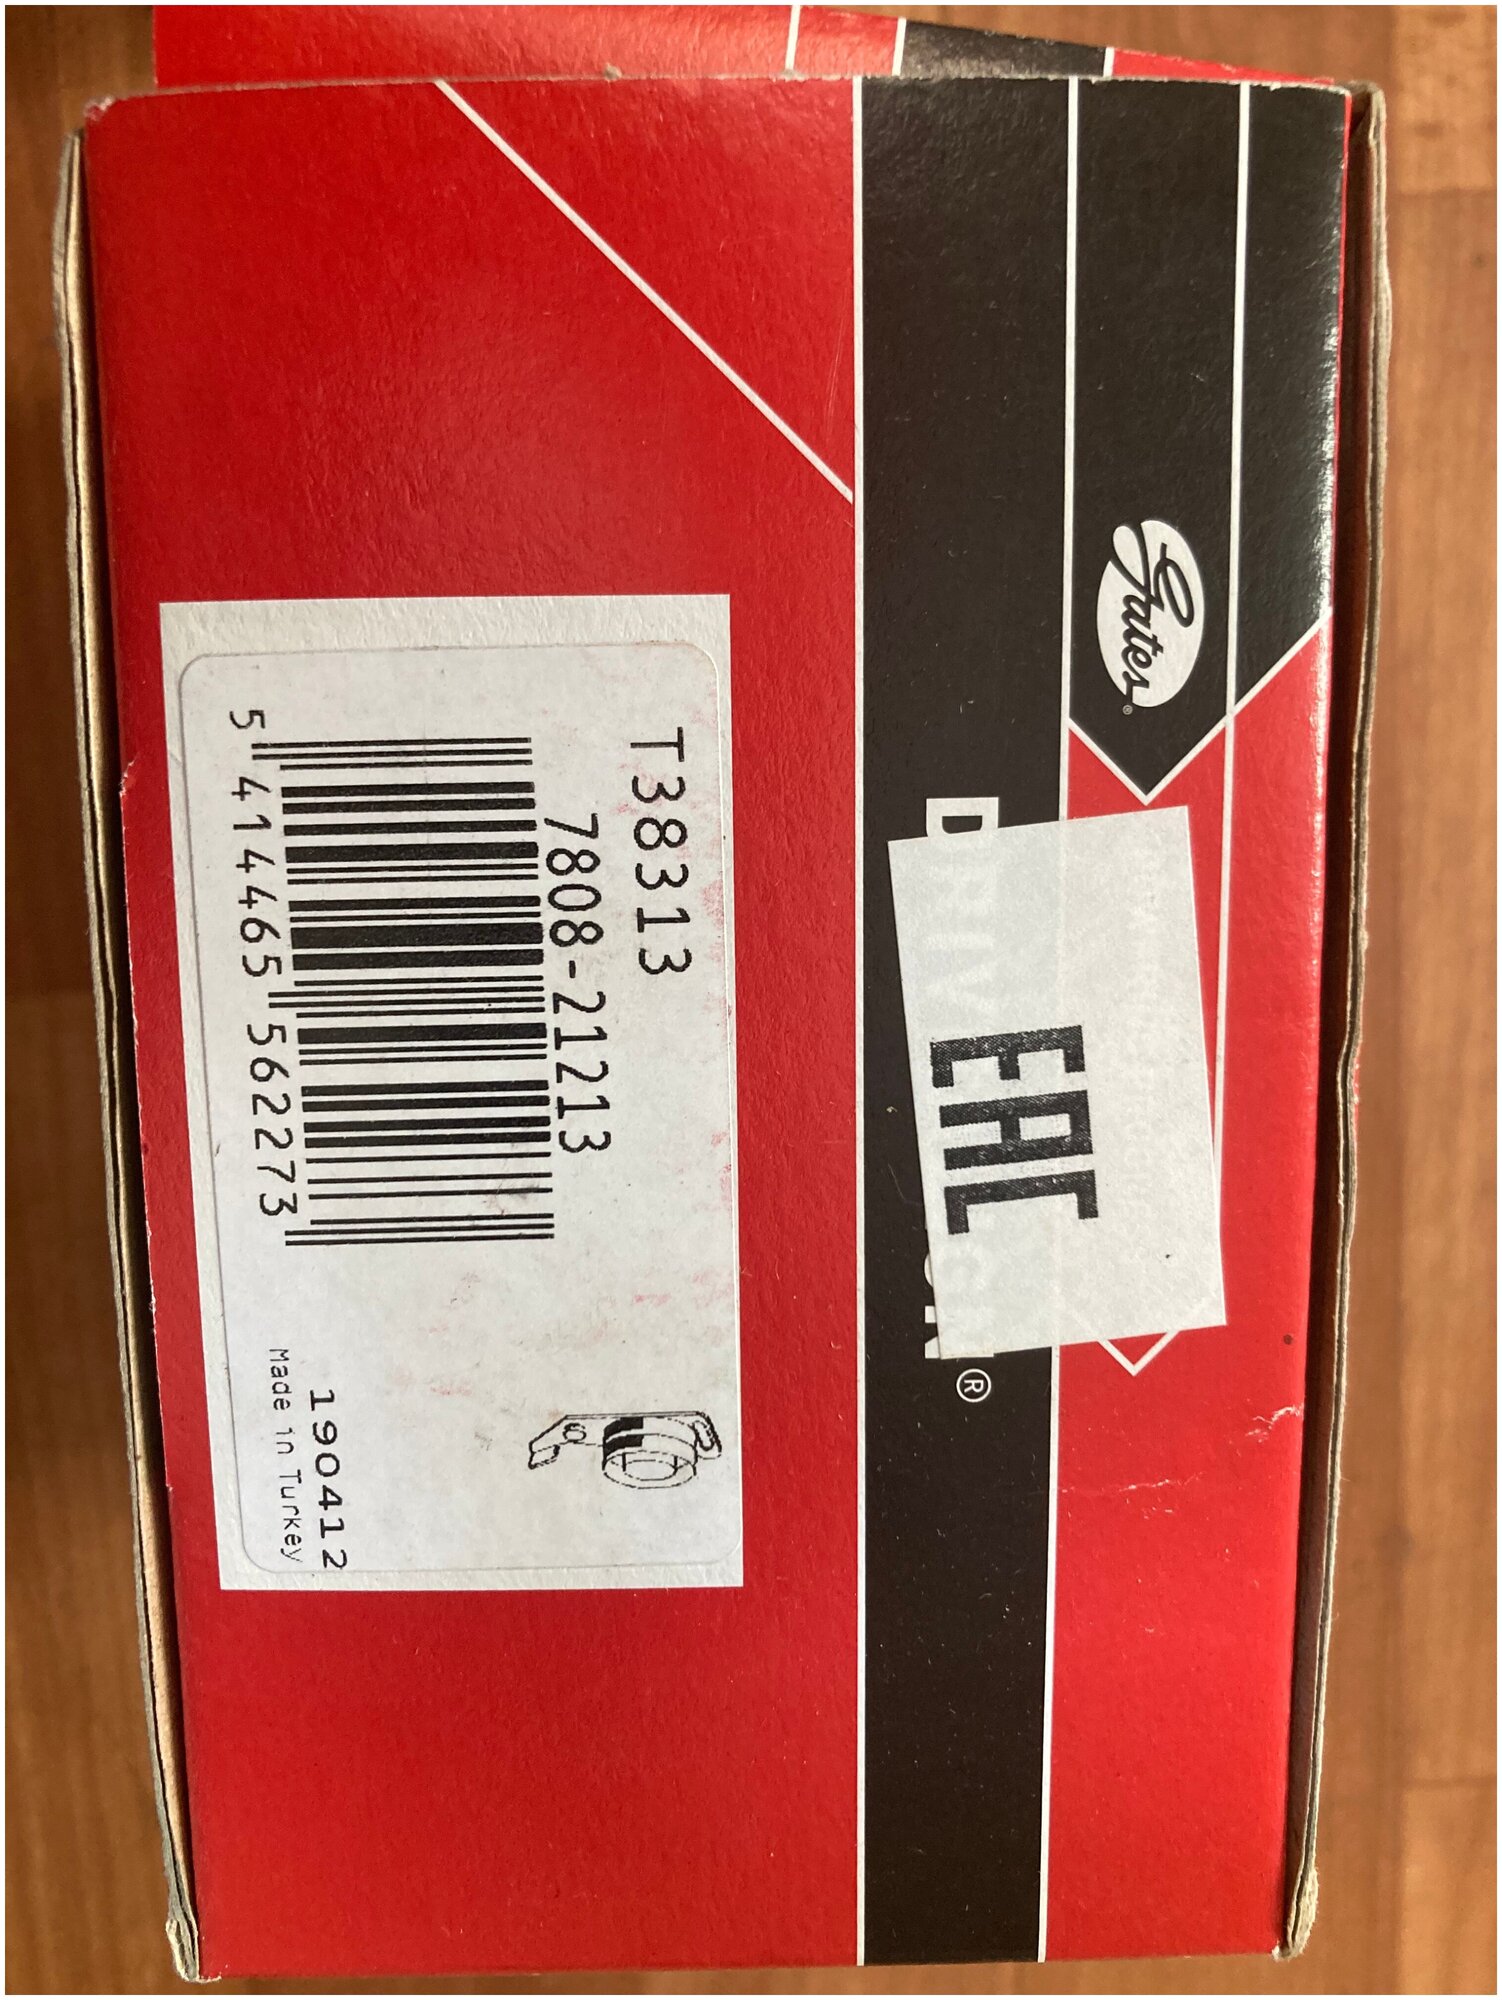 Gates®
EAC
®
T38313
7808-21213
5 414465 562273
190412
Made in Turkey